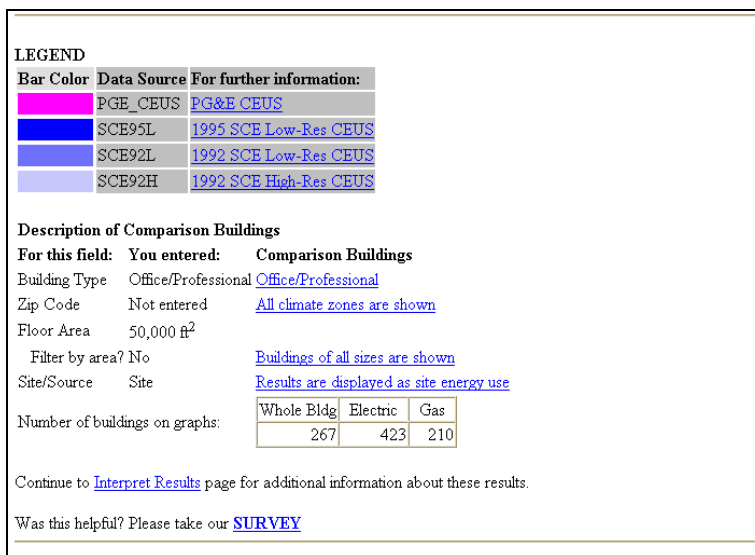 LEGEND
Bar Color Data Source For further information:
PGE_CEUS PG&E CEUS
SCE95L 1995 SCE Low-Res CEUS
SCE92L 1992 SCE Low-Res CEUS
SCE92H 1992 SCE High-Res CEUS
Description of Comparison Buildings
For this field: You entered: Comparison Buildings
Building Type Office/Professional Office/Professional
Zip Code Not entered All climate zones are shown
Floor Area 50,000 ft²
Filter by area? No Buildings of all sizes are shown
Site/Source Site Results are displayed as site energy use
Number of buildings on graphs:
Whole Bldg Electric Gas
267 423 210
Continue to Interpret Results page for additional information about these results.
Was this helpful? Please take our SURVEY